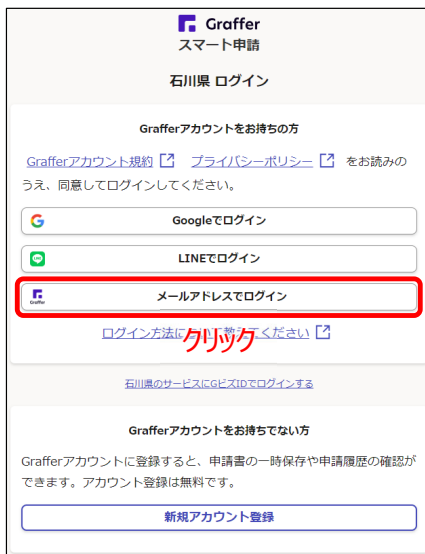 Graffer
スマート申請
石川県 ログイン
Grafferアカウントをお持ちの方
Grafferアカウント規約 プライバシーポリシー をお読みの
うえ、同意してログインしてください。
Googleでログイン
LINEでログイン
Graffer メールアドレスでログイン
ログイン方法について教えてください
クリック
石川県のサービスにGビズIDでログインする
Grafferアカウントをお持ちでない方
Grafferアカウントに登録すると、申請書の一時保存や申請履歴の確認が
できます。アカウント登録は無料です。
新規アカウント登録